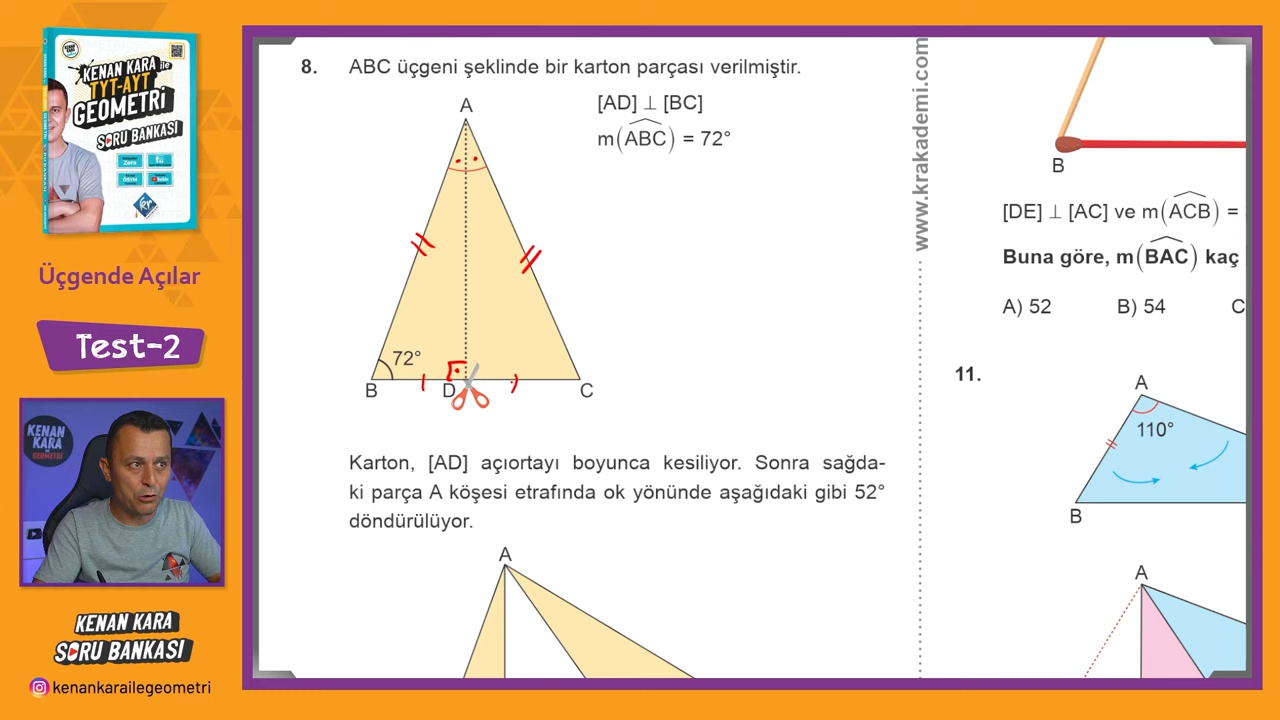 KENAN KARA ile
TYT-AYT
GEOMETRİ
SORU BANKASI
Üçgende Açılar
Test-2
KENAN
KARA
GEOMETRİ
KENAN KARA
SORU BANKASI
kenankarailegeometri
8. ABC üçgeni şeklinde bir karton parçası verilmiştir.
[AD] ⊥ [BC]
m(ABC) = 72°
A
72°
B
D
C
Karton, [AD] açıortayı boyunca kesiliyor. Sonra sağda-
ki parça A köşesi etrafında ok yönünde aşağıdaki gibi 52°
döndürülüyor.
A
www.krakademi.com
B
[DE] ⊥ [AC] ve m(ACB) =
Buna göre, m(BAC) kaç
A) 52 B) 54 C
11.
A
110°
B
A